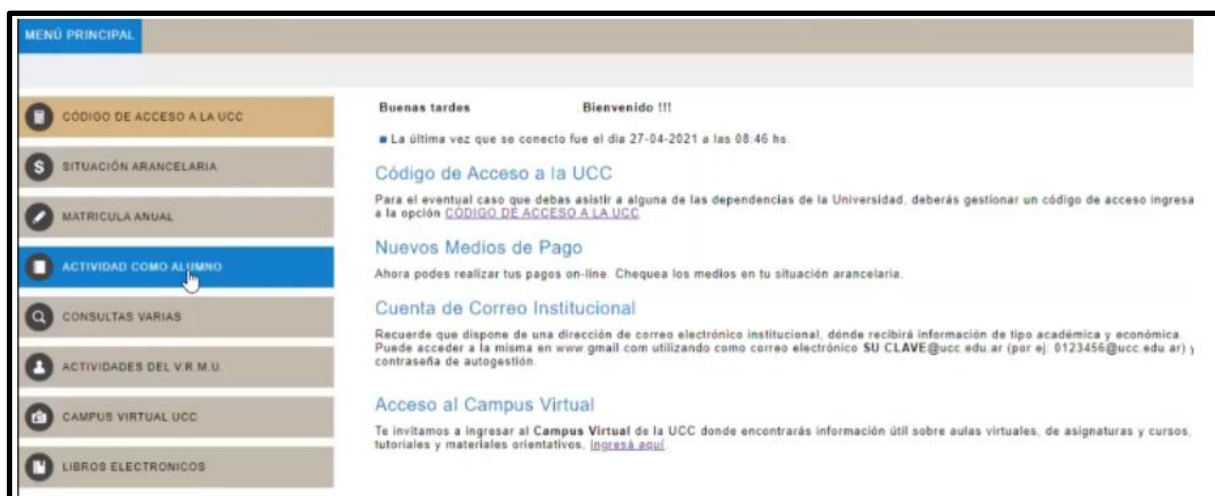 MENÚ PRINCIPAL
CÓDIGO DE ACCESO A LA UCC
SITUACIÓN ARANCELARIA
MATRICULA ANUAL
ACTIVIDAD COMO ALUMNO
CONSULTAS VARIAS
ACTIVIDADES DEL V.R.M.U.
CAMPUS VIRTUAL UCC
LIBROS ELECTRONICOS
Buenas tardes Bienvenido !!!
La última vez que se conecto fue el dia 27-04-2021 a las 08:46 hs.
Código de Acceso a la UCC
Para el eventual caso que debas asistir a alguna de las dependencias de la Universidad, deberás gestionar un código de acceso ingresa
a la opción CÓDIGO DE ACCESO A LA UCC
Nuevos Medios de Pago
Ahora podes realizar tus pagos on-line. Chequea los medios en tu situación arancelaria.
Cuenta de Correo Institucional
Recuerde que dispone de una dirección de correo electrónico institucional, dónde recibirá información de tipo académica y económica.
Puede acceder a la misma en www.gmail.com utilizando como correo electrónico SU CLAVE@ucc.edu.ar (por ej: 0123456@ucc.edu.ar) y
contraseña de autogestión.
Acceso al Campus Virtual
Te invitamos a ingresar al Campus Virtual de la UCC donde encontrarás información útil sobre aulas virtuales, de asignaturas y cursos,
tutoriales y materiales orientativos, ingresá aquí.